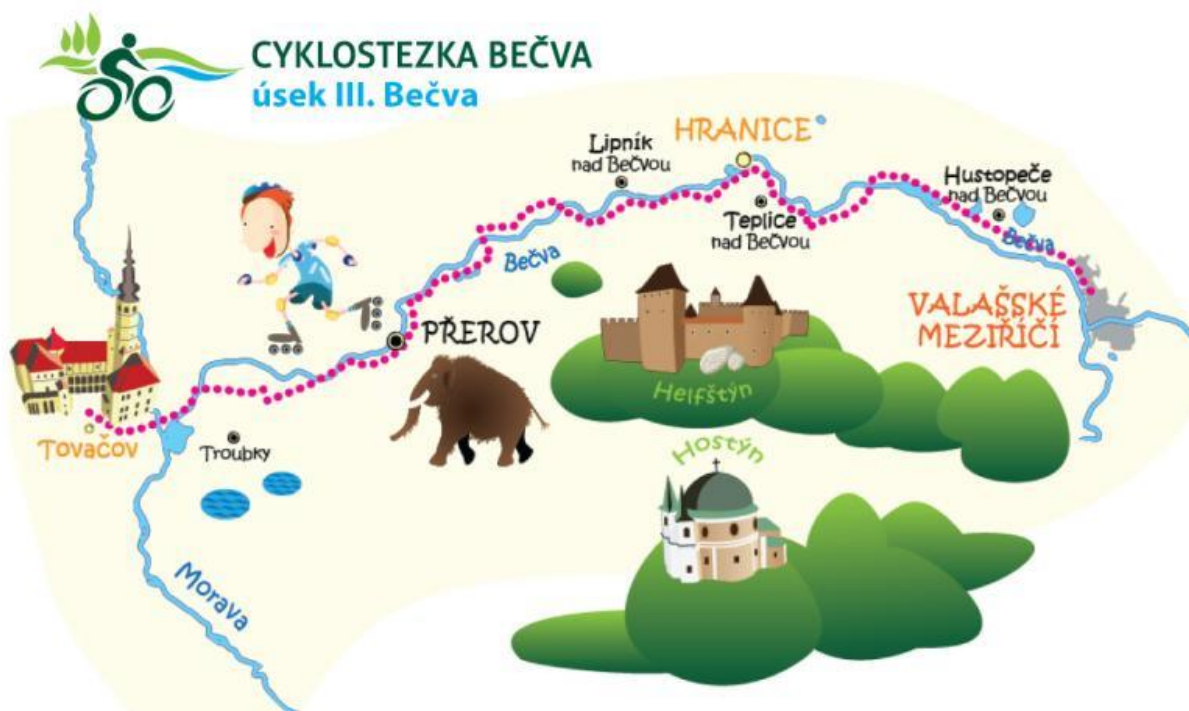 CYKLOSTEZKA BEČVA
úsek III. Bečva
HRANICE
Lipník
nad Bečvou
Hustopeče
nad Bečvou
Teplice
nad Bečvou
Bečva
Bečva
VALAŠSKÉ
MEZIŘÍČÍ
PŘEROV
Helfštýn
Tovačov
Troubky
Hostýn
Morava